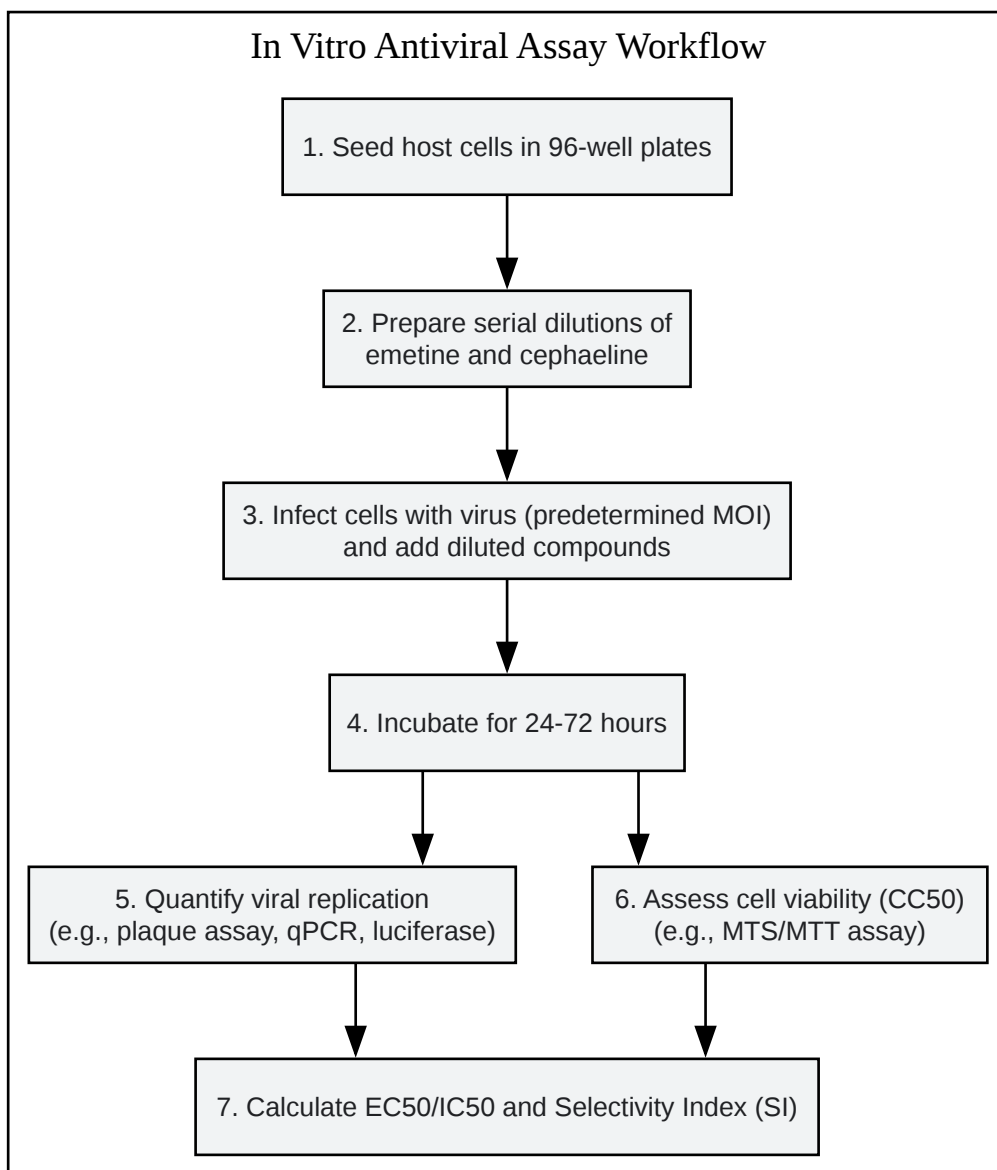 In Vitro Antiviral Assay Workflow
1. Seed host cells in 96-well plates
2. Prepare serial dilutions of
emetine and cephaeline
3. Infect cells with virus (predetermined MOI)
and add diluted compounds
4. Incubate for 24-72 hours
5. Quantify viral replication
(e.g., plaque assay, qPCR, luciferase)
6. Assess cell viability (CC50)
(e.g., MTS/MTT assay)
7. Calculate EC50/IC50 and Selectivity Index (SI)